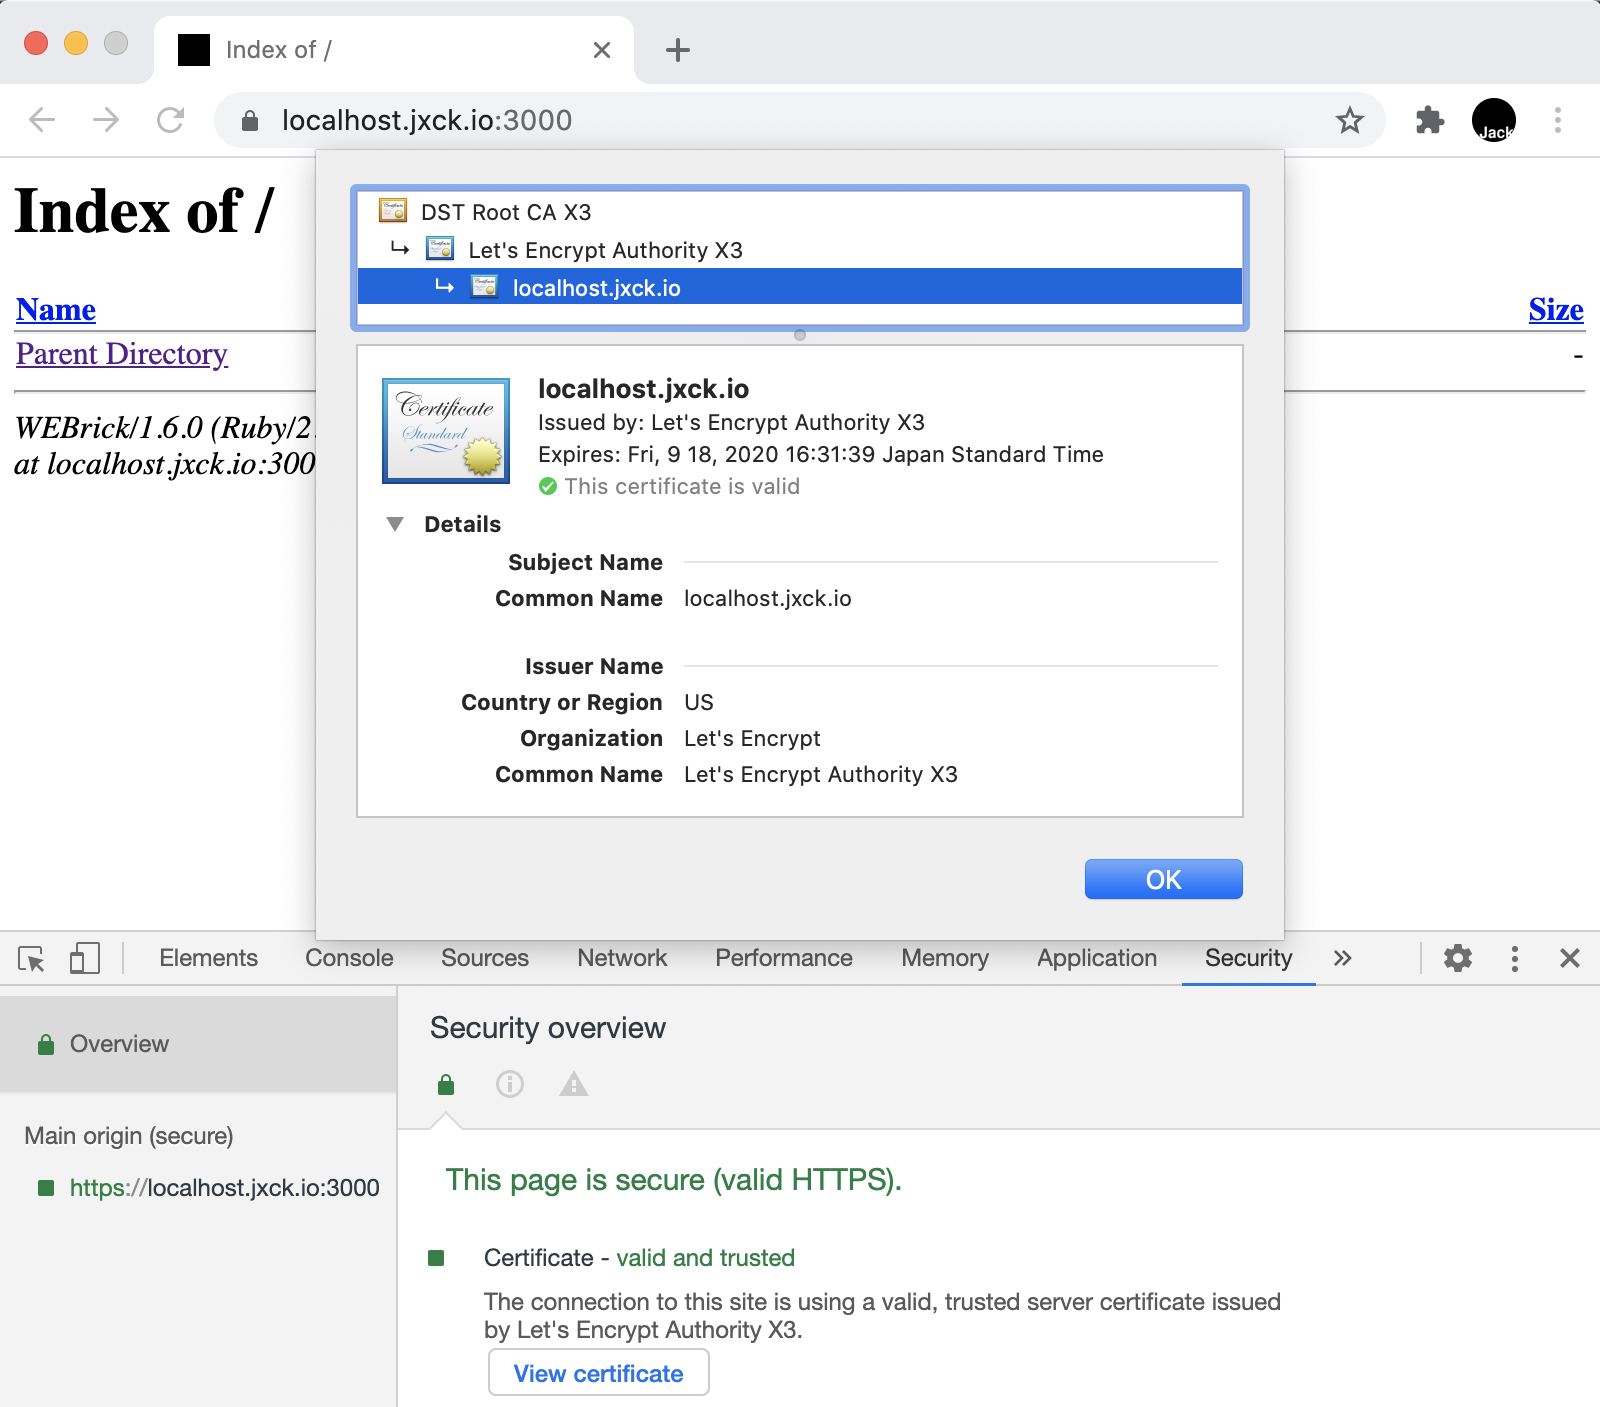 Index of /
localhost.jxck.io:3000
Jack
DST Root CA X3
Let's Encrypt Authority X3
localhost.jxck.io
Index of /
Name
Size
Parent Directory
-
WEBrick/1.6.0 (Ruby/2.
at localhost.jxck.io:300
Certificate
Standard
localhost.jxck.io
Issued by: Let's Encrypt Authority X3
Expires: Fri, 9 18, 2020 16:31:39 Japan Standard Time
This certificate is valid
Details
Subject Name
Common Name localhost.jxck.io
Issuer Name
Country or Region US
Organization Let's Encrypt
Common Name Let's Encrypt Authority X3
OK
Elements Console Sources Network Performance Memory Application Security »
Overview
Main origin (secure)
https://localhost.jxck.io:3000
Security overview
This page is secure (valid HTTPS).
Certificate - valid and trusted
The connection to this site is using a valid, trusted server certificate issued
by Let's Encrypt Authority X3.
View certificate